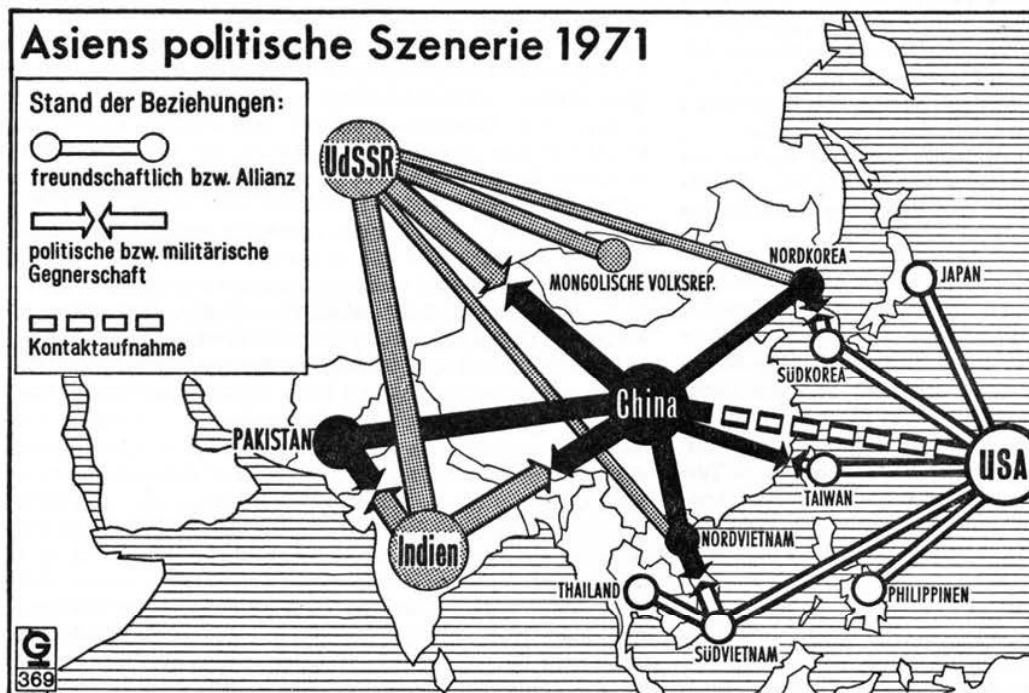 Asiens politische Szenerie 1971
Stand der Beziehungen:
freundschaftlich bzw. Allianz
politische bzw. militärische
Gegnerschaft
Kontaktaufnahme
UdSSR
MONGOLISCHE VOLKSREP.
NORDKOREA
JAPAN
SÜDKOREA
China
PAKISTAN
USA
TAIWAN
Indien
NORDVIETNAM
THAILAND
PHILIPPINEN
SÜDVIETNAM
G
369